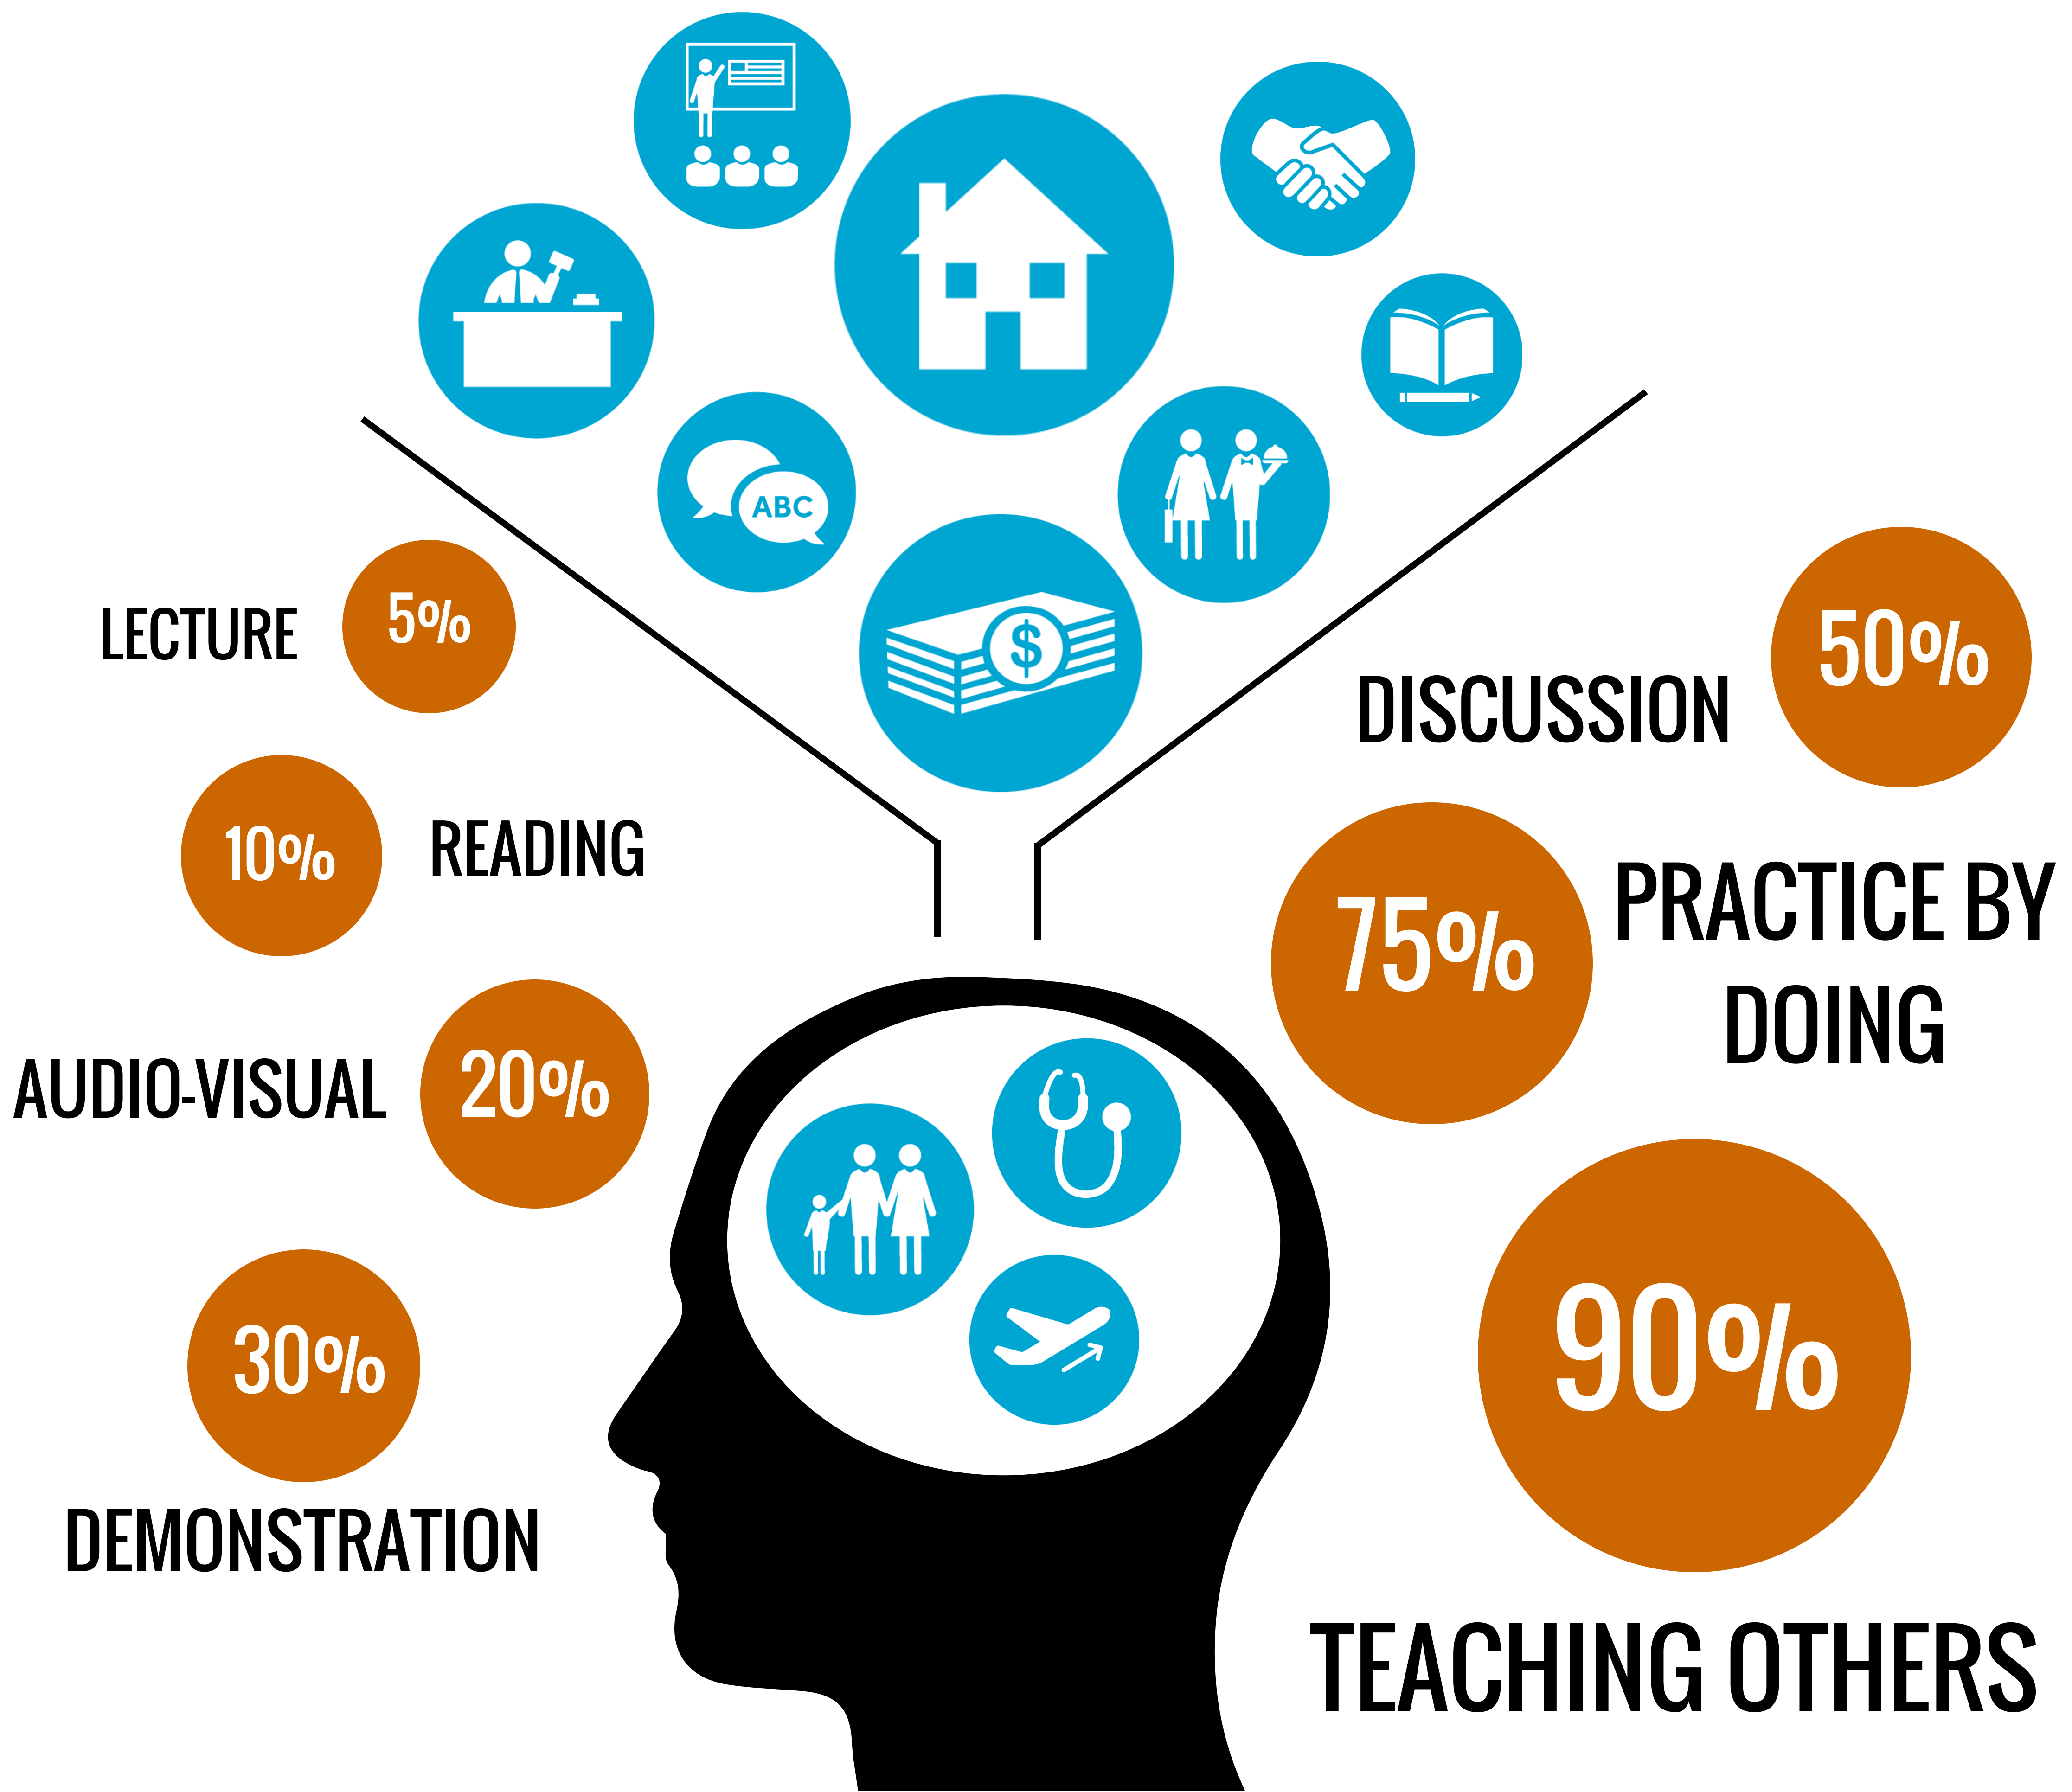 ABC
$
LECTURE
5%
10%
READING
AUDIO-VISUAL
20%
30%
DEMONSTRATION
50%
DISCUSSION
75%
PRACTICE BY
DOING
90%
TEACHING OTHERS